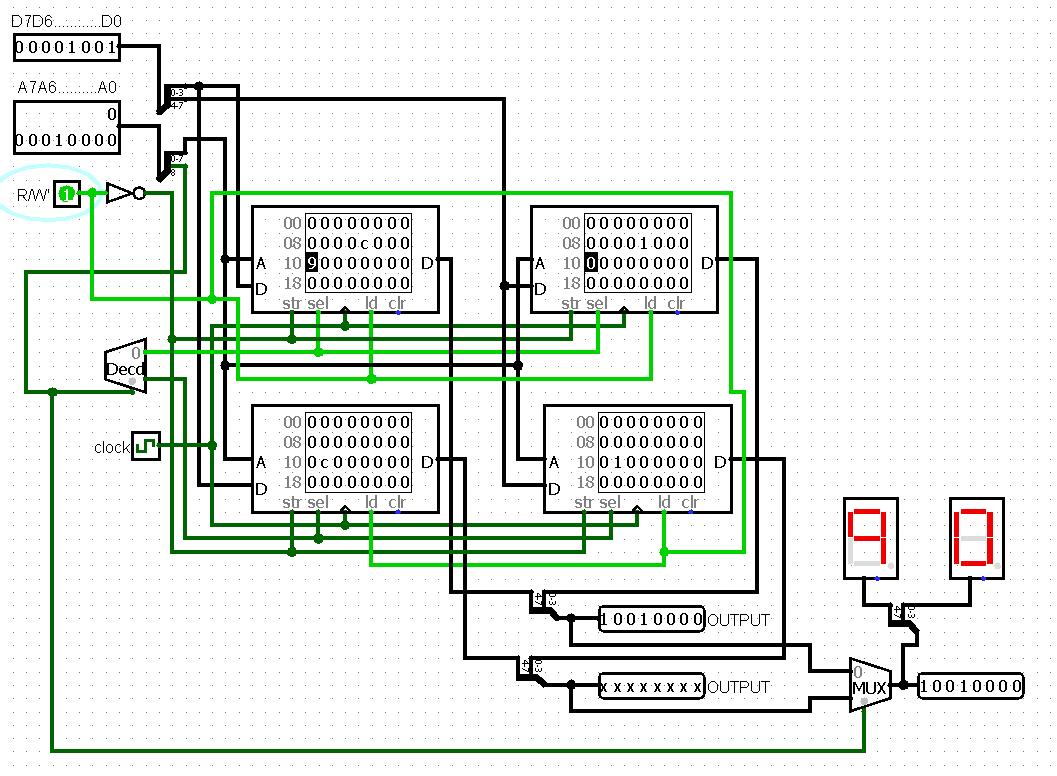 D7D6............D0
00001001
A7A6.........A0
0
00010000
0-3
4-7
0-7
8
R/W'
1
00 00000000
08 0000c000
10 90000000
18 00000000
A
D
D
str sel ld clr
00 00000000
08 00001000
10 00000000
18 00000000
A
D
D
str sel ld clr
0
Decd
clock
00 00000000
08 00000000
10 0c000000
18 00000000
A
D
D
str sel ld clr
00 00000000
08 00000000
10 01000000
18 00000000
A
D
D
str sel ld clr
9 0
4-7 0-3
10010000 OUTPUT
4-7 0-3
4-7 0-3
xxxxxxxx OUTPUT
0
MUX
10010000